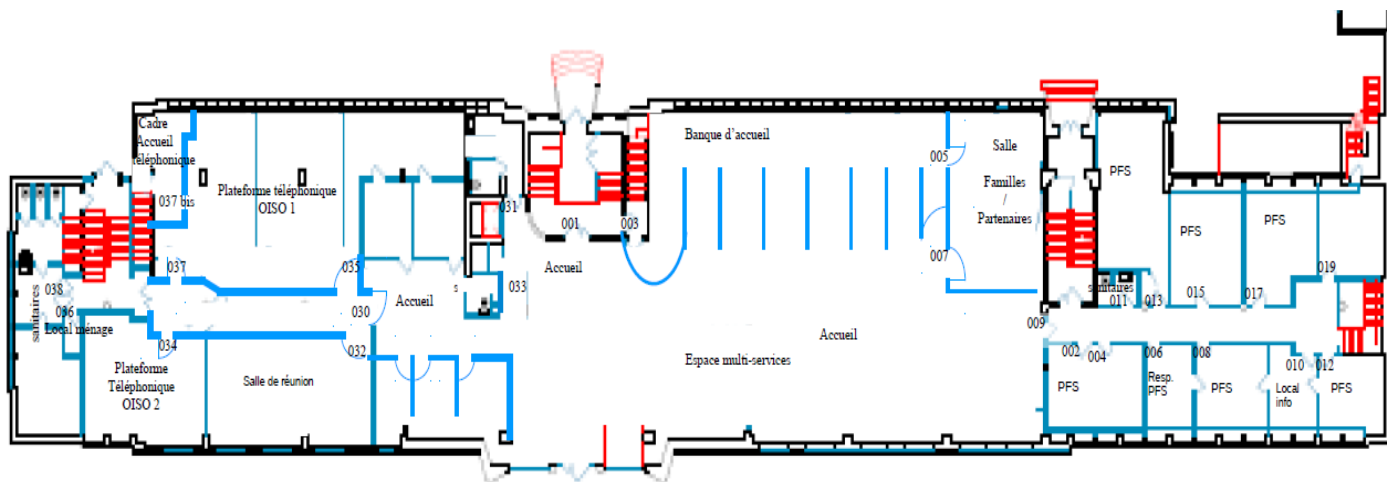 Cadre
Accueil
téléphonique
037 bis
Plateforme téléphonique
OISO 1
031
001
003
Banque d’accueil
005
Salle
Familles
/
Partenaires
007
PFS
PFS
PFS
019
sanitaires
011
013
015
017
038
036
sanitaires
Local ménage
037
035
Accueil
s
033
Accueil
030
034
032
Plateforme
Téléphonique
OISO 2
Salle de réunion
Accueil
Espace multi-services
009
002
004
006
008
010
012
PFS
Resp.
PFS
PFS
Local
info
PFS